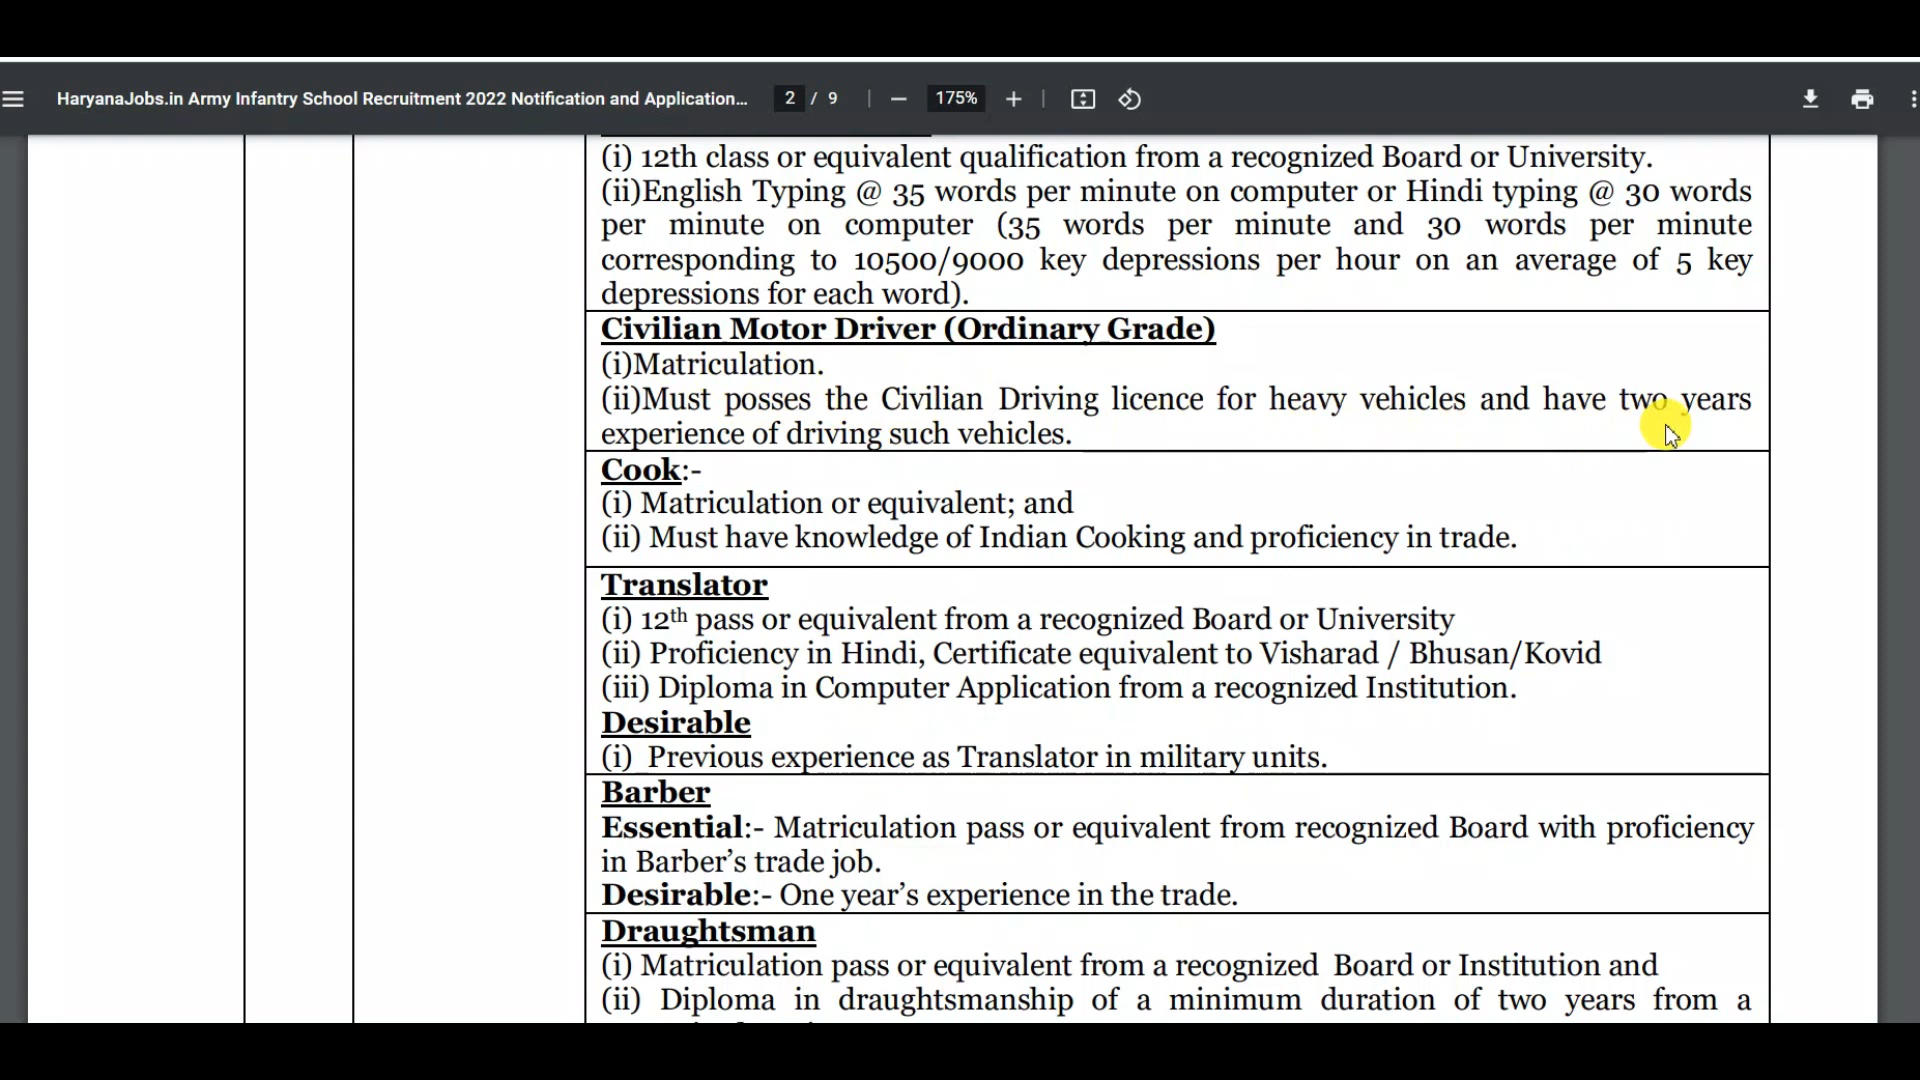 HaryanaJobs.in Army Infantry School Recruitment 2022 Notification and Application... 2 / 9 175%
(i) 12th class or equivalent qualification from a recognized Board or University.
(ii)English Typing @ 35 words per minute on computer or Hindi typing @ 30 words
per minute on computer (35 words per minute and 30 words per minute
corresponding to 10500/9000 key depressions per hour on an average of 5 key
depressions for each word).
Civilian Motor Driver (Ordinary Grade)
(i)Matriculation.
(ii)Must posses the Civilian Driving licence for heavy vehicles and have two years
experience of driving such vehicles.
Cook:-
(i) Matriculation or equivalent; and
(ii) Must have knowledge of Indian Cooking and proficiency in trade.
Translator
(i) 12th pass or equivalent from a recognized Board or University
(ii) Proficiency in Hindi, Certificate equivalent to Visharad / Bhusan/Kovid
(iii) Diploma in Computer Application from a recognized Institution.
Desirable
(i) Previous experience as Translator in military units.
Barber
Essential:- Matriculation pass or equivalent from recognized Board with proficiency
in Barber’s trade job.
Desirable:- One year’s experience in the trade.
Draughtsman
(i) Matriculation pass or equivalent from a recognized Board or Institution and
(ii) Diploma in draughtsmanship of a minimum duration of two years from a